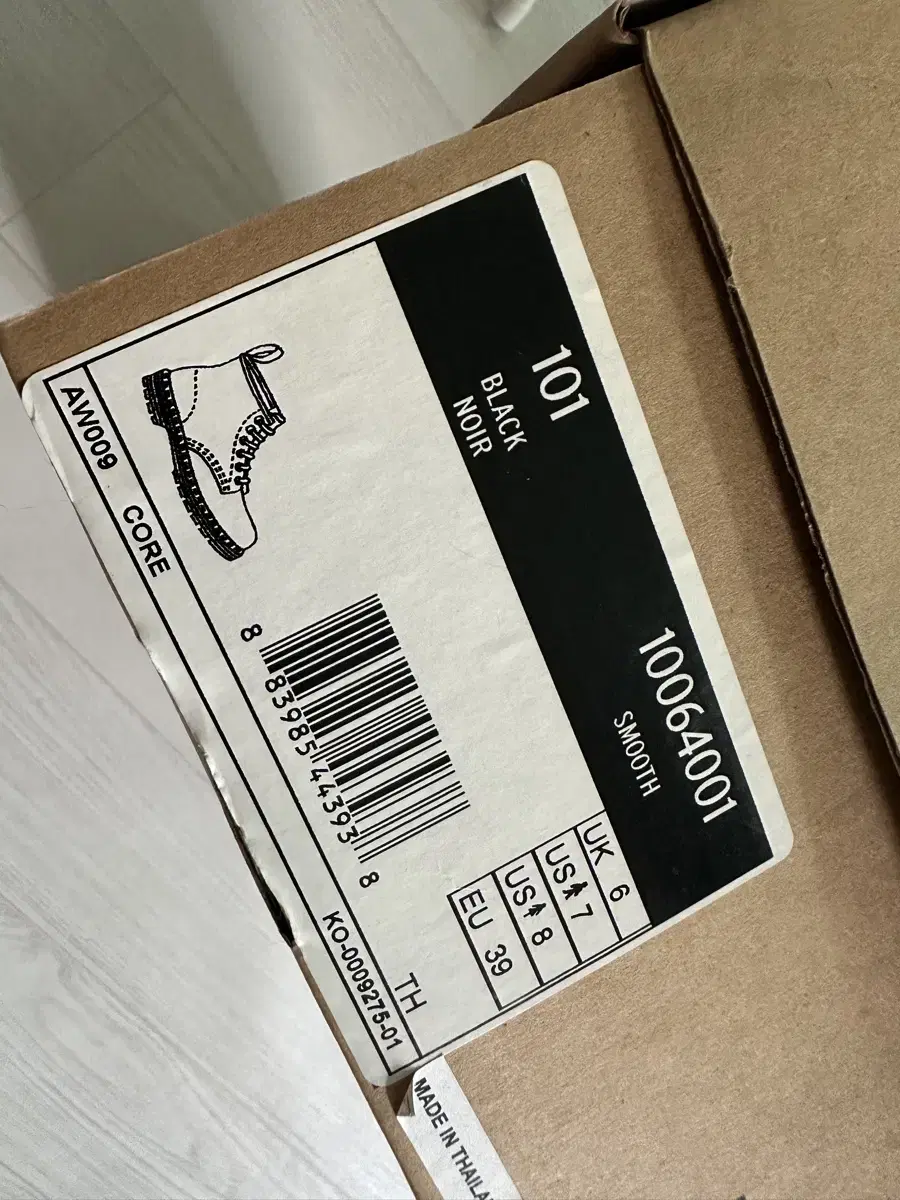 101
BLACK
NOIR
10064001
SMOOTH
UK 6
US 7
US 8
EU 39
8 83985 44393 8
TH
AW009 CORE KO-0009275-01
MADE IN THAILA